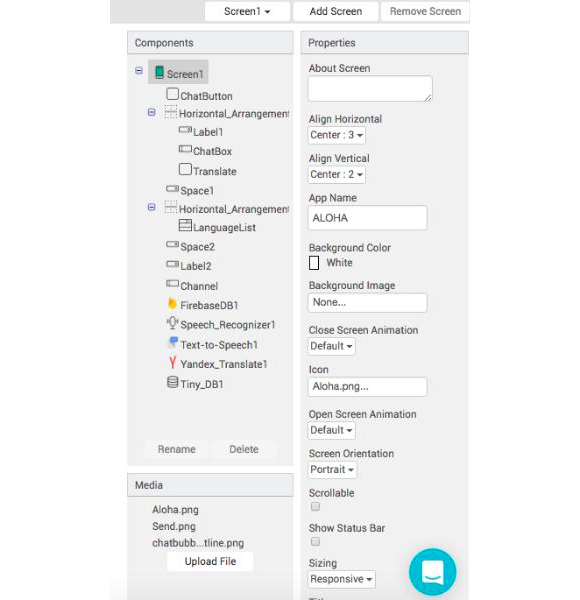 Screen1
Add Screen
Remove Screen
Components
Screen1
ChatButton
Horizontal_Arrangement
Label1
ChatBox
Translate
Space1
Horizontal_Arrangement
LanguageList
Space2
Label2
Channel
FirebaseDB1
Speech_Recognizer1
Text-to-Speech1
Yandex_Translate1
Tiny_DB1
Rename
Delete
Media
Aloha.png
Send.png
chatbubb...tline.png
Upload File
Properties
About Screen
Align Horizontal
Center : 3
Align Vertical
Center : 2
App Name
ALOHA
Background Color
White
Background Image
None...
Close Screen Animation
Default
Icon
Aloha.png...
Open Screen Animation
Default
Screen Orientation
Portrait
Scrollable
Show Status Bar
Sizing
Responsive